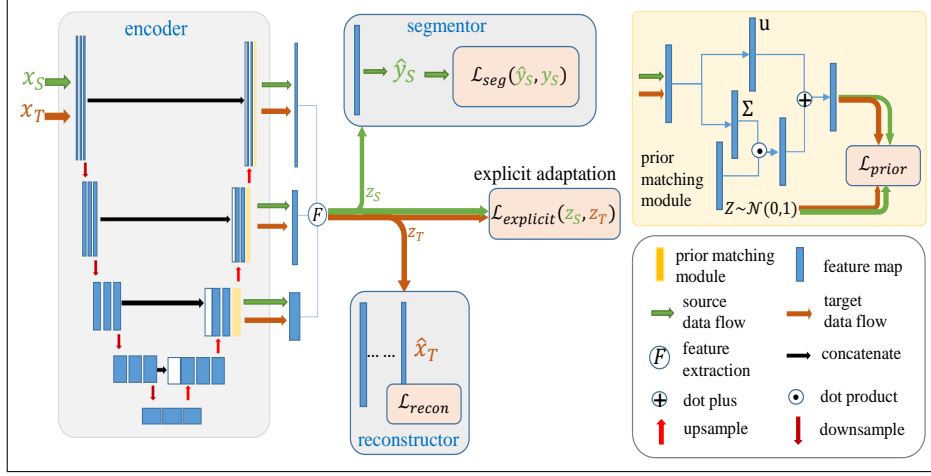 encoder
x_S
x_T
F
segmentor
ŷ_S
ℒ_seg(ŷ_S, y_S)
z_S
z_T
explicit adaptation
ℒ_explicit(z_S, z_T)
... ...
x̂_T
ℒ_recon
reconstructor
u
Σ
prior
matching
module
Z~𝒩(0,1)
ℒ_prior
prior matching
module
feature map
source
data flow
target
data flow
F
feature
extraction
concatenate
dot plus
dot product
upsample
downsample